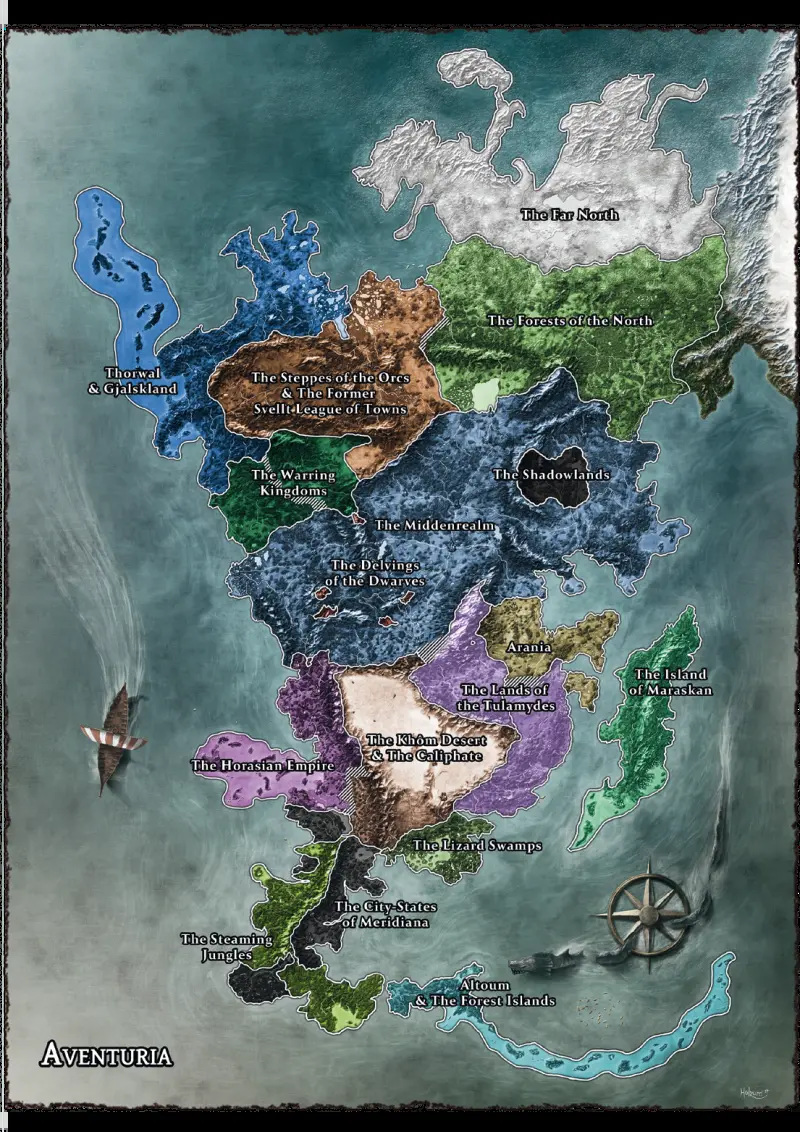 The Far North
The Forests of the North
Thorwal
& Gjalskland
The Steppes of the Orcs
& The Former
Svellt League of Towns
The Warring
Kingdoms
The Shadowlands
The Middenrealm
The Delvings
of the Dwarves
Arania
The Island
of Maraskan
The Lands of
the Tulamydes
The Khôm Desert
& The Caliphate
The Horasian Empire
The Lizard Swamps
The City-States
of Meridiana
The Steaming
Jungles
Altoum
& The Forest Islands
AVENTURIA